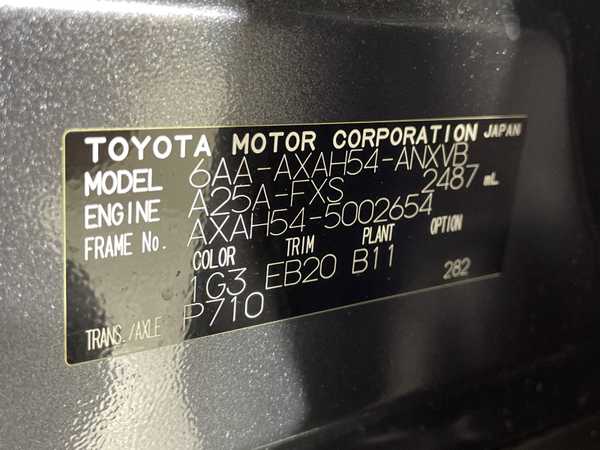 TOYOTA MOTOR CORPORATION JAPAN
MODEL 6AA-AXAH54-ANXVB
ENGINE A25A-FXS 2487 mL
FRAME No. AXAH54-5002654
COLOR TRIM PLANT OPTION
1G3 EB20 B11 282
TRANS./AXLE P710